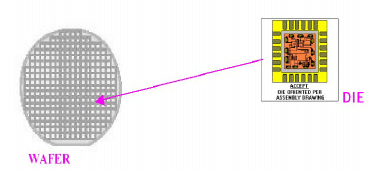 ACCEPT
DIE ORIENTED PER
ASSEMBLY DRAWING
DIE
WAFER